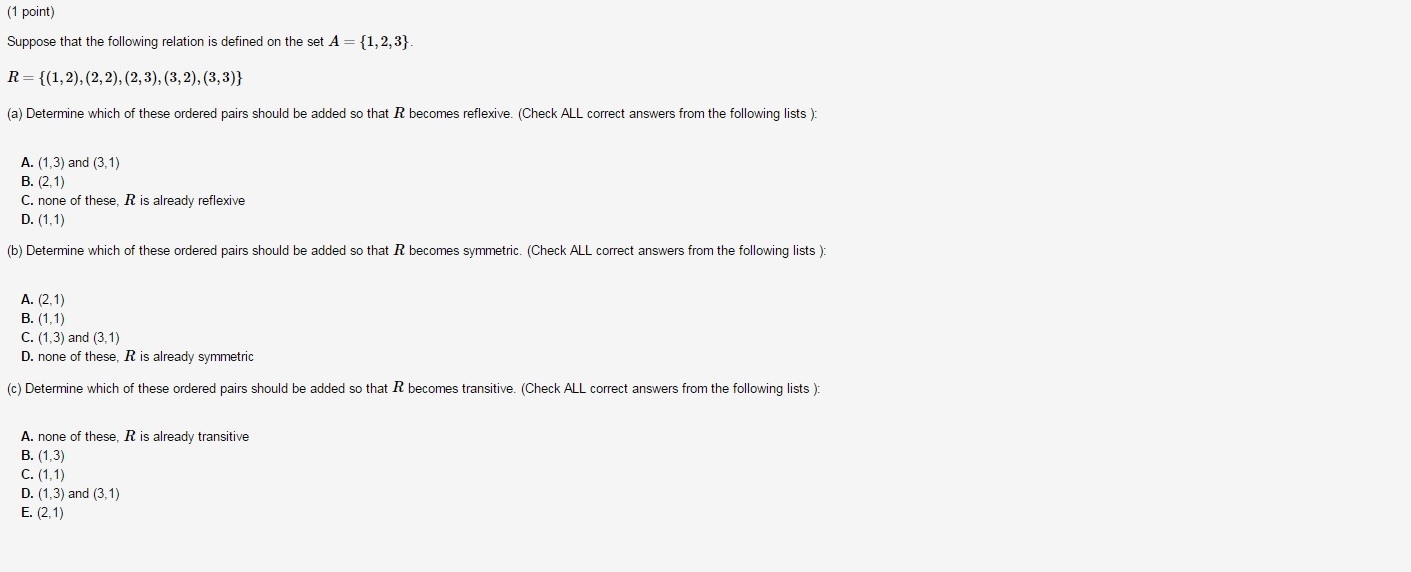 (1 point)
Suppose that the following relation is defined on the set A = {1, 2, 3}.
R = {(1, 2), (2, 2), (2, 3), (3, 2), (3, 3)}
(a) Determine which of these ordered pairs should be added so that R becomes reflexive. (Check ALL correct answers from the following lists ):
A. (1,3) and (3,1)
B. (2,1)
C. none of these, R is already reflexive
D. (1,1)
(b) Determine which of these ordered pairs should be added so that R becomes symmetric. (Check ALL correct answers from the following lists ):
A. (2,1)
B. (1,1)
C. (1,3) and (3,1)
D. none of these, R is already symmetric
(c) Determine which of these ordered pairs should be added so that R becomes transitive. (Check ALL correct answers from the following lists ):
A. none of these, R is already transitive
B. (1,3)
C. (1,1)
D. (1,3) and (3,1)
E. (2,1)